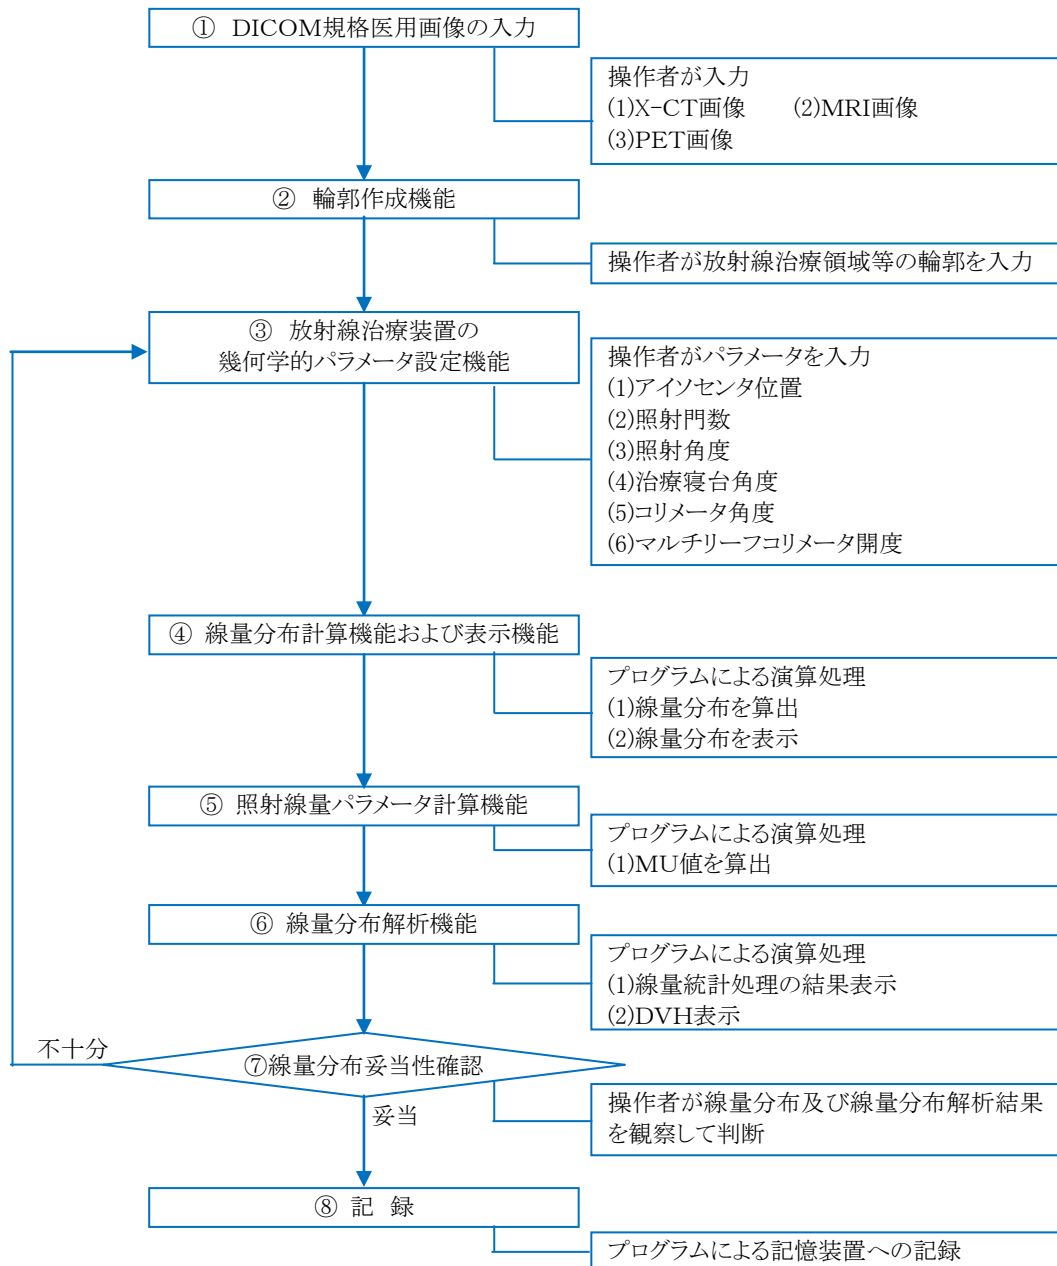 ① DICOM規格医用画像の入力
操作者が入力
(1)X-CT画像 (2)MRI画像
(3)PET画像
② 輪郭作成機能
操作者が放射線治療領域等の輪郭を入力
③ 放射線治療装置の
幾何学的パラメータ設定機能
操作者がパラメータを入力
(1)アイソセンタ位置
(2)照射門数
(3)照射角度
(4)治療寝台角度
(5)コリメータ角度
(6)マルチリーフコリメータ開度
④ 線量分布計算機能および表示機能
プログラムによる演算処理
(1)線量分布を算出
(2)線量分布を表示
⑤ 照射線量パラメータ計算機能
プログラムによる演算処理
(1)MU値を算出
⑥ 線量分布解析機能
プログラムによる演算処理
(1)線量統計処理の結果表示
(2)DVH表示
不十分
⑦線量分布妥当性確認
妥当
操作者が線量分布及び線量分布解析結果
を観察して判断
⑧ 記 録
プログラムによる記憶装置への記録